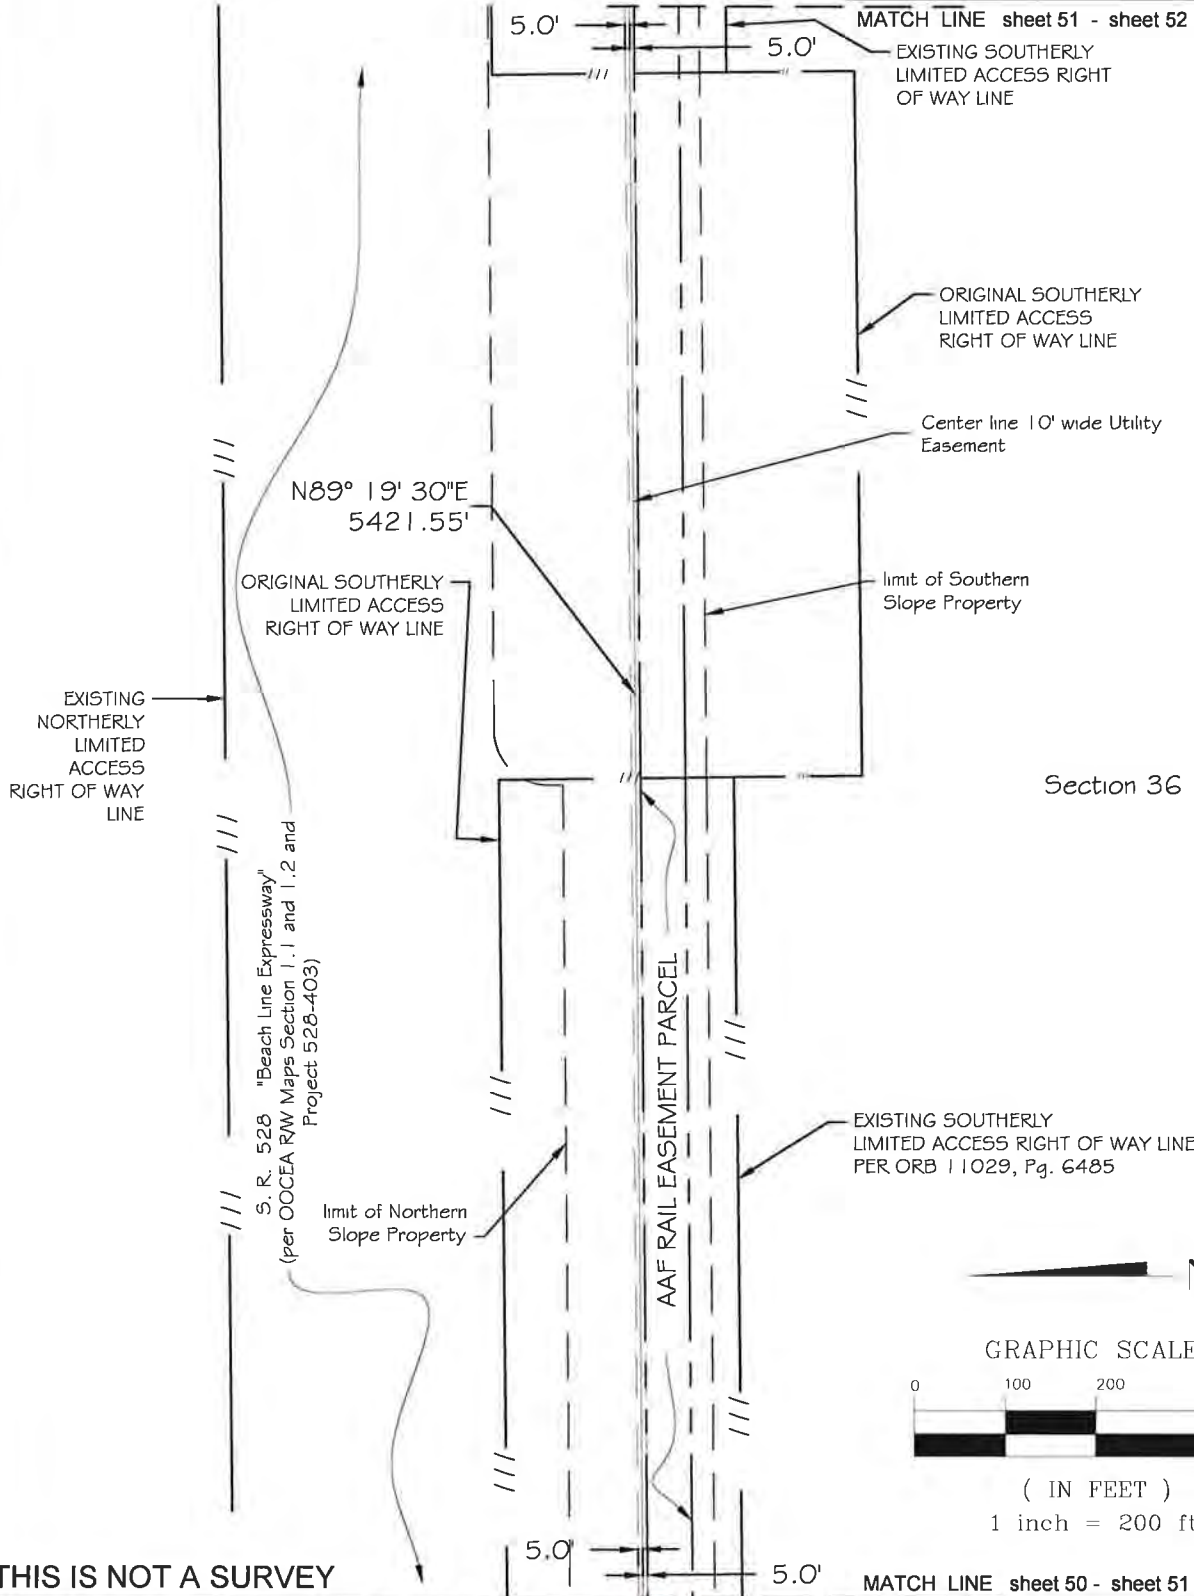 MATCH LINE sheet 51 - sheet 52
5.0'
5.0'
EXISTING SOUTHERLY
LIMITED ACCESS RIGHT
OF WAY LINE
ORIGINAL SOUTHERLY
LIMITED ACCESS
RIGHT OF WAY LINE
Center line 10' wide Utility
Easement
N89° 19' 30"E
5421.55'
ORIGINAL SOUTHERLY
LIMITED ACCESS
RIGHT OF WAY LINE
limit of Southern
Slope Property
EXISTING
NORTHERLY
LIMITED
ACCESS
RIGHT OF WAY
LINE
Section 36
S. R. 528 "Beach Line Expressway"
(per OOCEA R/W Maps Section 1.1 and 1.2 and
Project 528-403)
AAF RAIL EASEMENT PARCEL
EXISTING SOUTHERLY
LIMITED ACCESS RIGHT OF WAY LINE
PER ORB 11029, Pg. 6485
limit of Northern
Slope Property
GRAPHIC SCALE
0 100 200
( IN FEET )
1 inch = 200 ft
5.0'
5.0'
THIS IS NOT A SURVEY
MATCH LINE sheet 50 - sheet 51